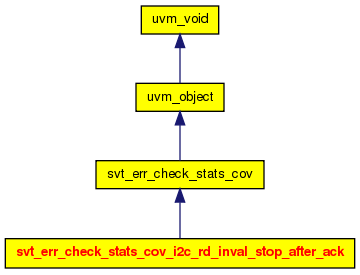 uvm_void
uvm_object
svt_err_check_stats_cov
svt_err_check_stats_cov_i2c_rd_inval_stop_after_ack